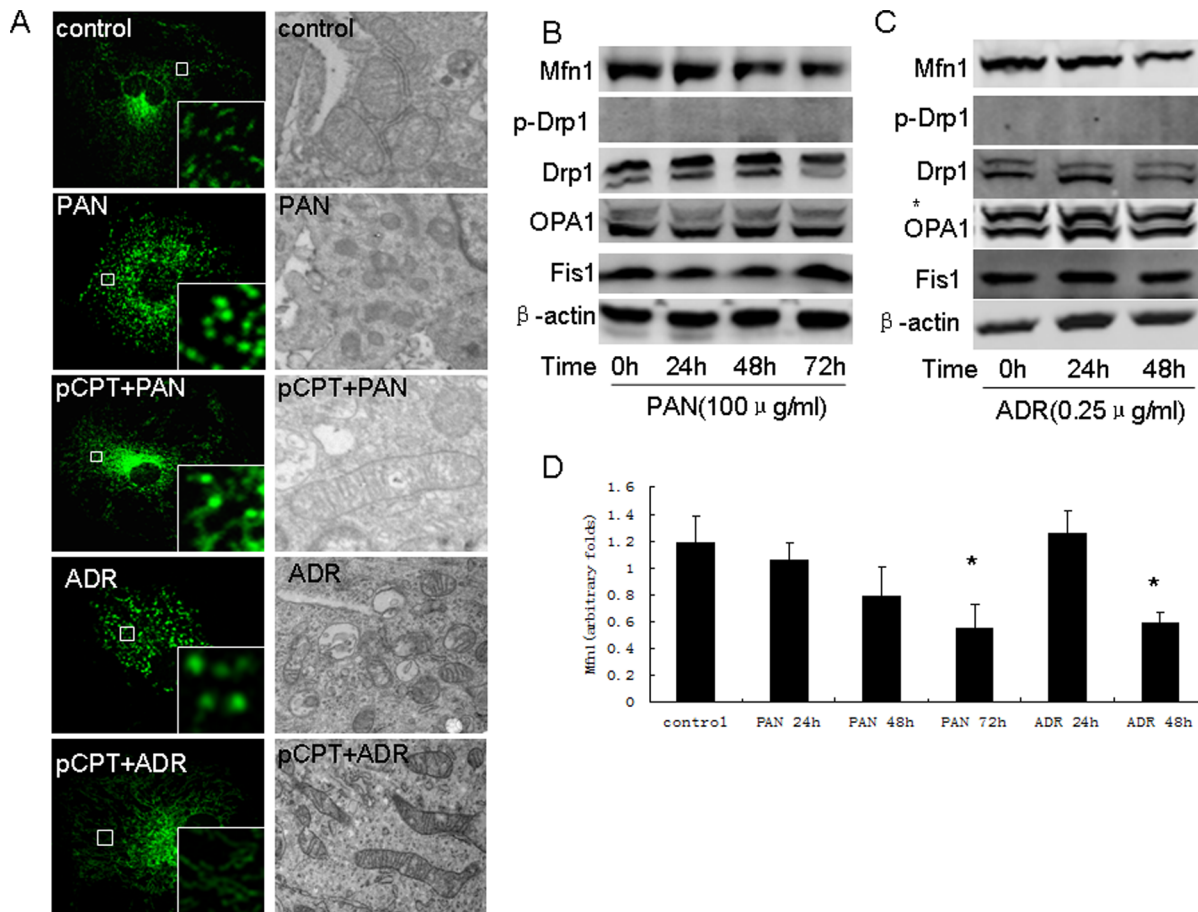 A
control
control
PAN
PAN
pCPT+PAN
pCPT+PAN
ADR
ADR
pCPT+ADR
pCPT+ADR
B
Mfn1
p-Drp1
Drp1
OPA1
Fis1
β-actin
Time 0h 24h 48h 72h
PAN(100 μg/ml)
C
Mfn1
p-Drp1
Drp1
*
OPA1
Fis1
β-actin
Time 0h 24h 48h
ADR(0.25 μg/ml)
D
Mfn1(arbitrary folds)
1.6
1.4
1.2
1
0.8
0.6
0.4
0.2
0
*
*
control PAN 24h PAN 48h PAN 72h ADR 24h ADR 48h